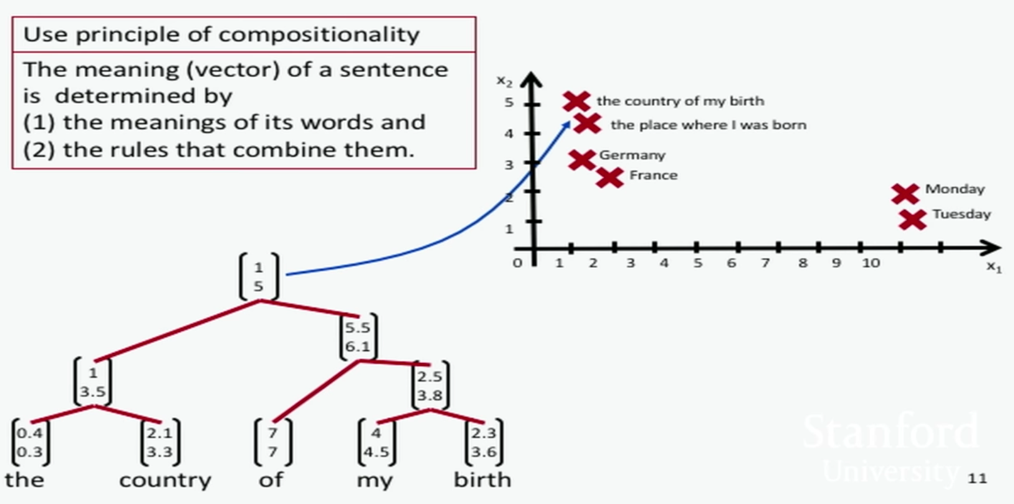 Use principle of compositionality
The meaning (vector) of a sentence
is determined by
(1) the meanings of its words and
(2) the rules that combine them.
x2
5
4
3
2
1
0 1 2 3 4 5 6 7 8 9 10
x1
the country of my birth
the place where I was born
Germany
France
Monday
Tuesday
1
5
5.5
6.1
1
3.5
2.5
3.8
0.4
0.3
2.1
3.3
7
7
4
4.5
2.3
3.6
the country of my birth
Stanford
University
11